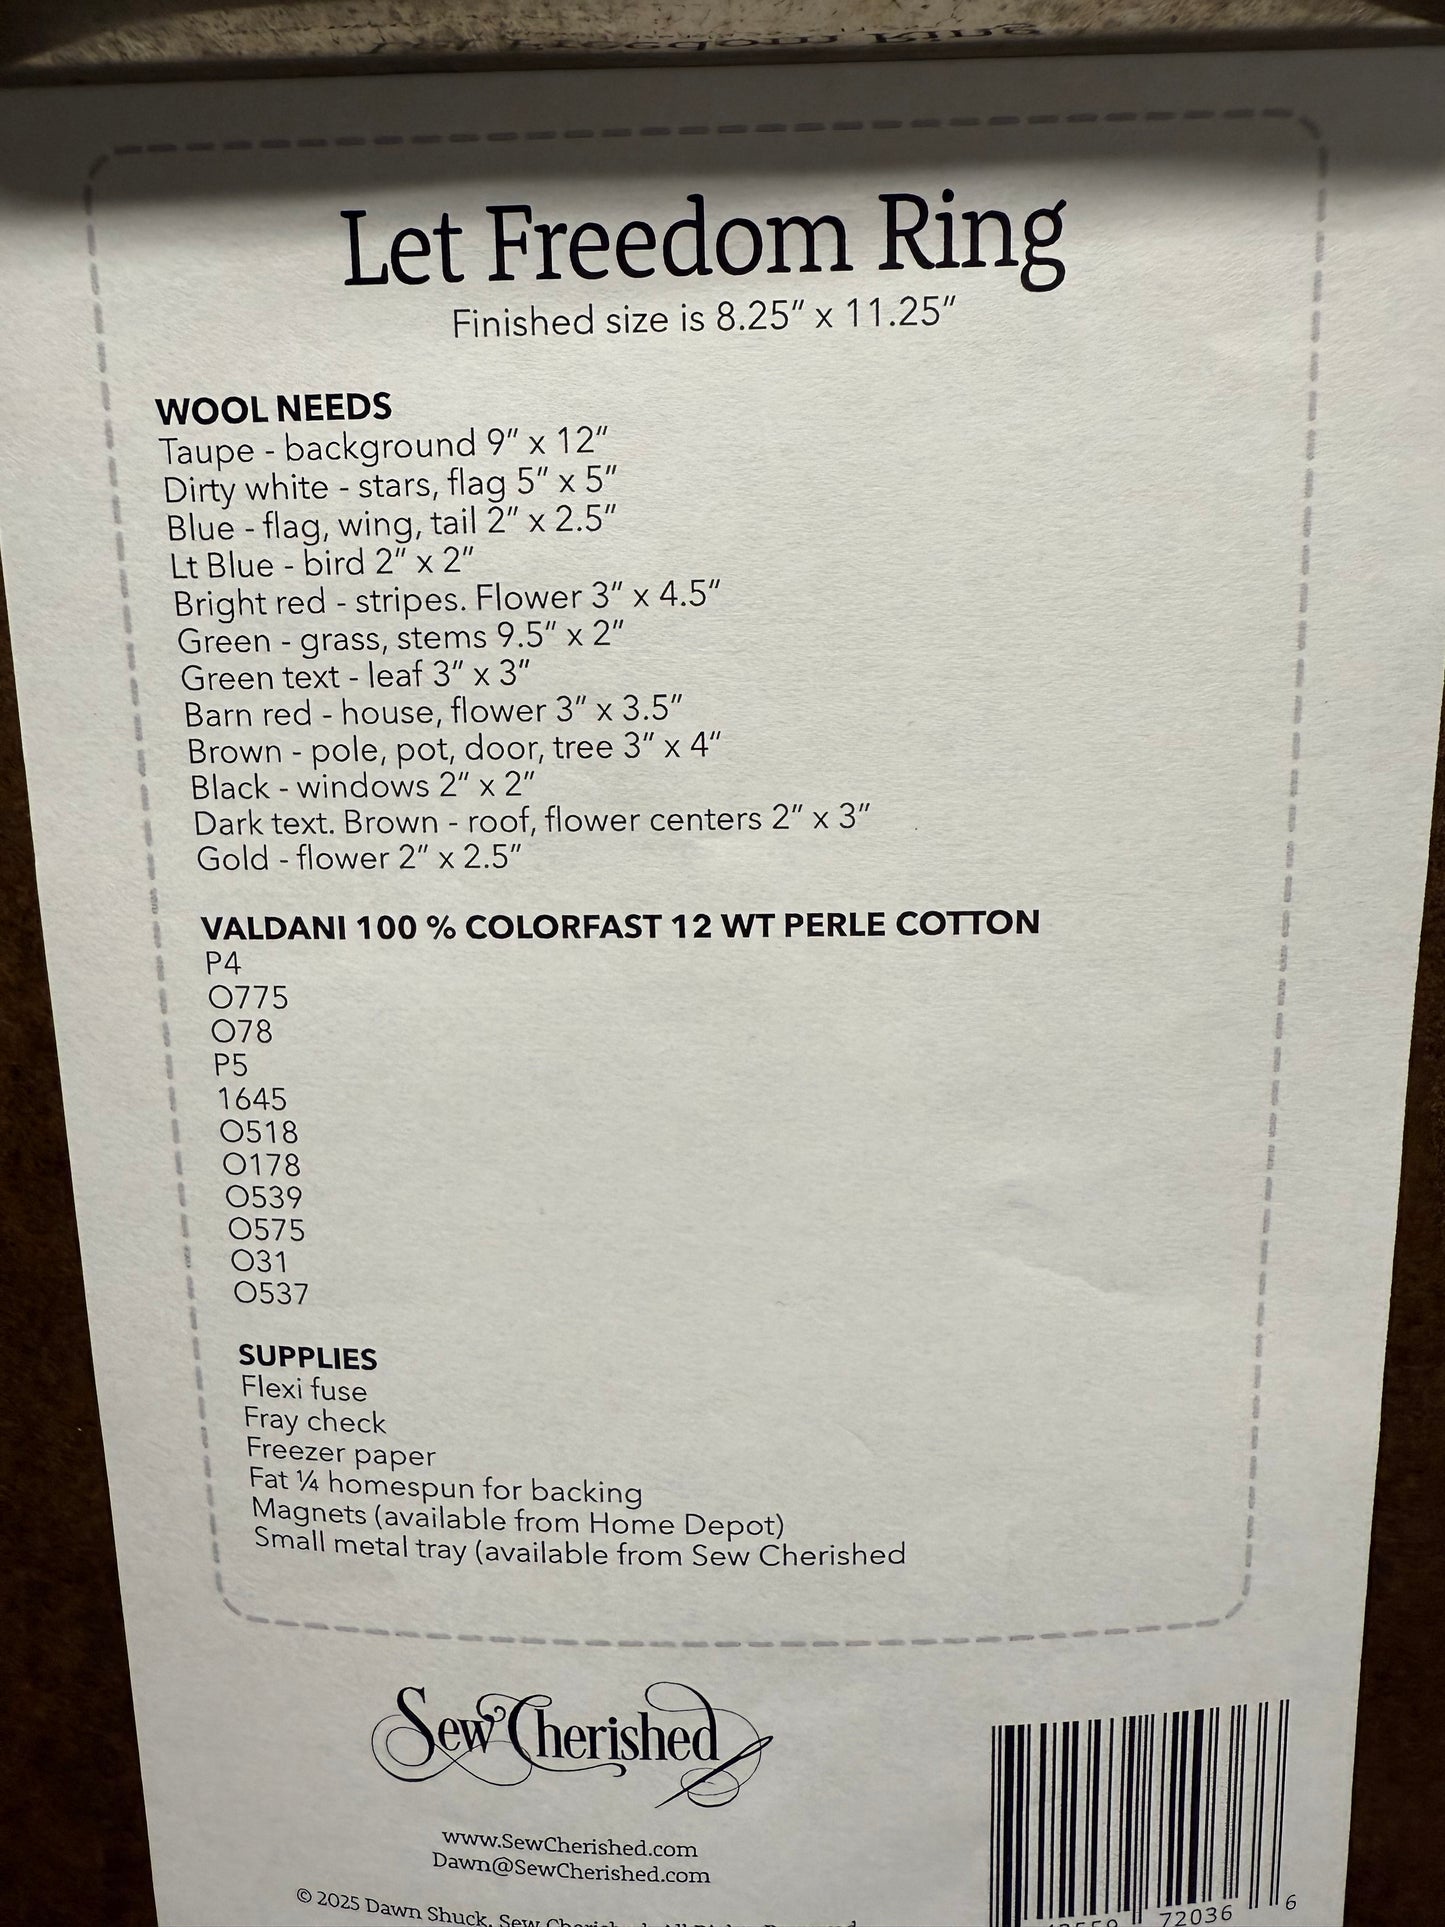 Let Freedom Ring
Let Freedom Ring
Finished size is 8.25" x 11.25"
WOOL NEEDS
Taupe - background 9" x 12"
Dirty white - stars, flag 5" x 5"
Blue - flag, wing, tail 2" x 2.5"
Lt Blue - bird 2" x 2"
Bright red - stripes. Flower 3" x 4.5"
Green - grass, stems 9.5" x 2"
Green text - leaf 3" x 3"
Barn red - house, flower 3" x 3.5"
Brown - pole, pot, door, tree 3" x 4"
Black - windows 2" x 2"
Dark text. Brown - roof, flower centers 2" x 3"
Gold - flower 2" x 2.5"
VALDANI 100 % COLORFAST 12 WT PERLE COTTON
P4
O775
O78
P5
1645
O518
O178
O539
O575
O31
O537
SUPPLIES
Flexi fuse
Fray check
Freezer paper
Fat ¼ homespun for backing
Magnets (available from Home Depot)
Small metal tray (available from Sew Cherished
Sew Cherished
www.SewCherished.com
Dawn@SewCherished.com
© 2025 Dawn Shuck, Sew
72036 6